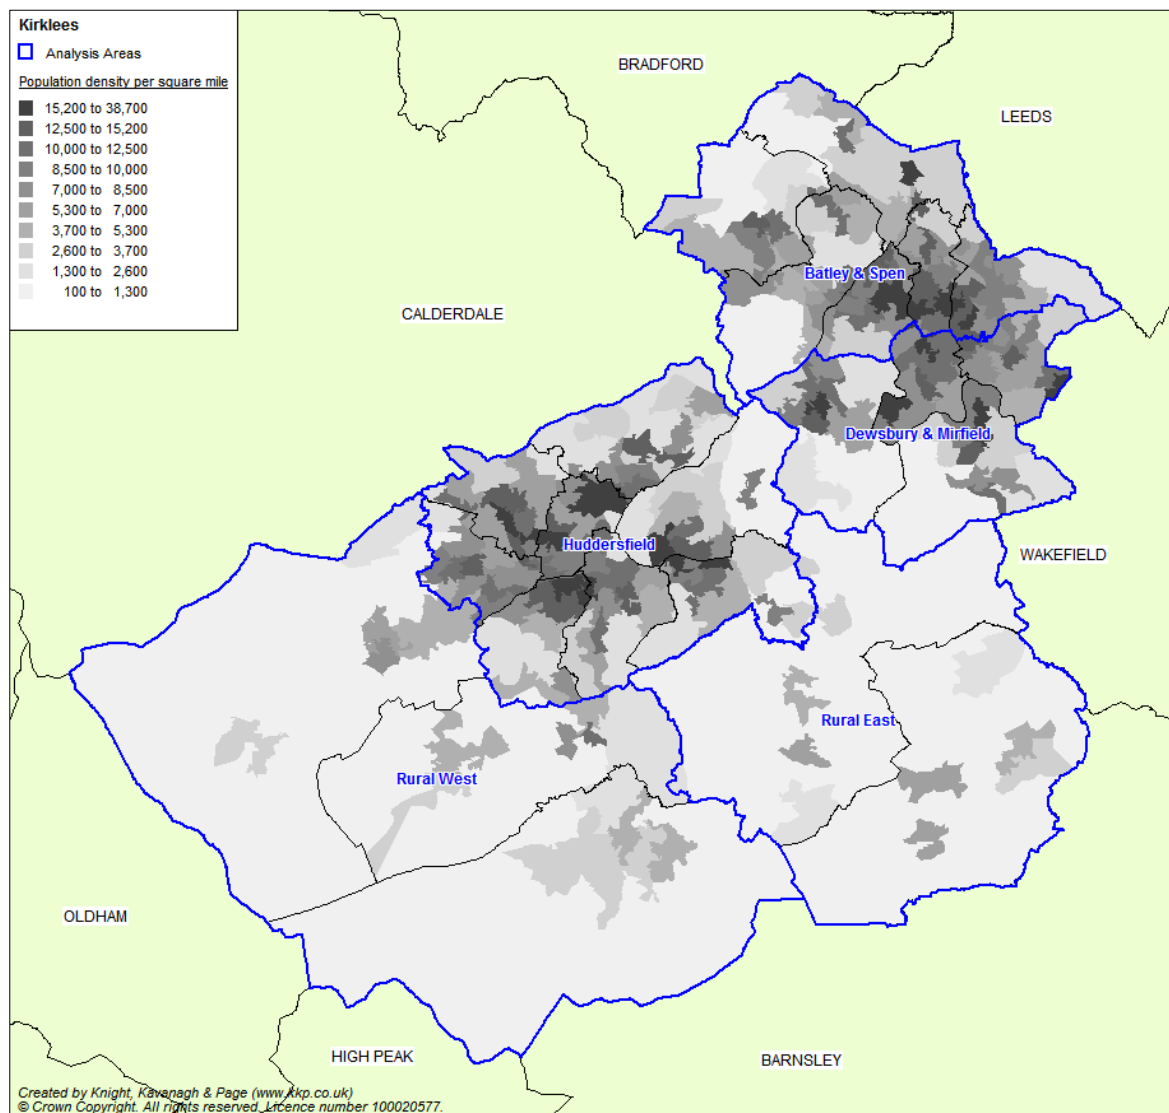 Kirklees
Analysis Areas
Population density per square mile
15,200 to 38,700
12,500 to 15,200
10,000 to 12,500
8,500 to 10,000
7,000 to 8,500
5,300 to 7,000
3,700 to 5,300
2,600 to 3,700
1,300 to 2,600
100 to 1,300
BRADFORD
LEEDS
Batley & Spen
CALDERDALE
Dewsbury & Mirfield
Huddersfield
WAKEFIELD
Rural East
Rural West
OLDHAM
HIGH PEAK
BARNSLEY
Created by Knight, Kavanagh & Page (www.kkp.co.uk)
© Crown Copyright. All rights reserved. Licence number 100020577.